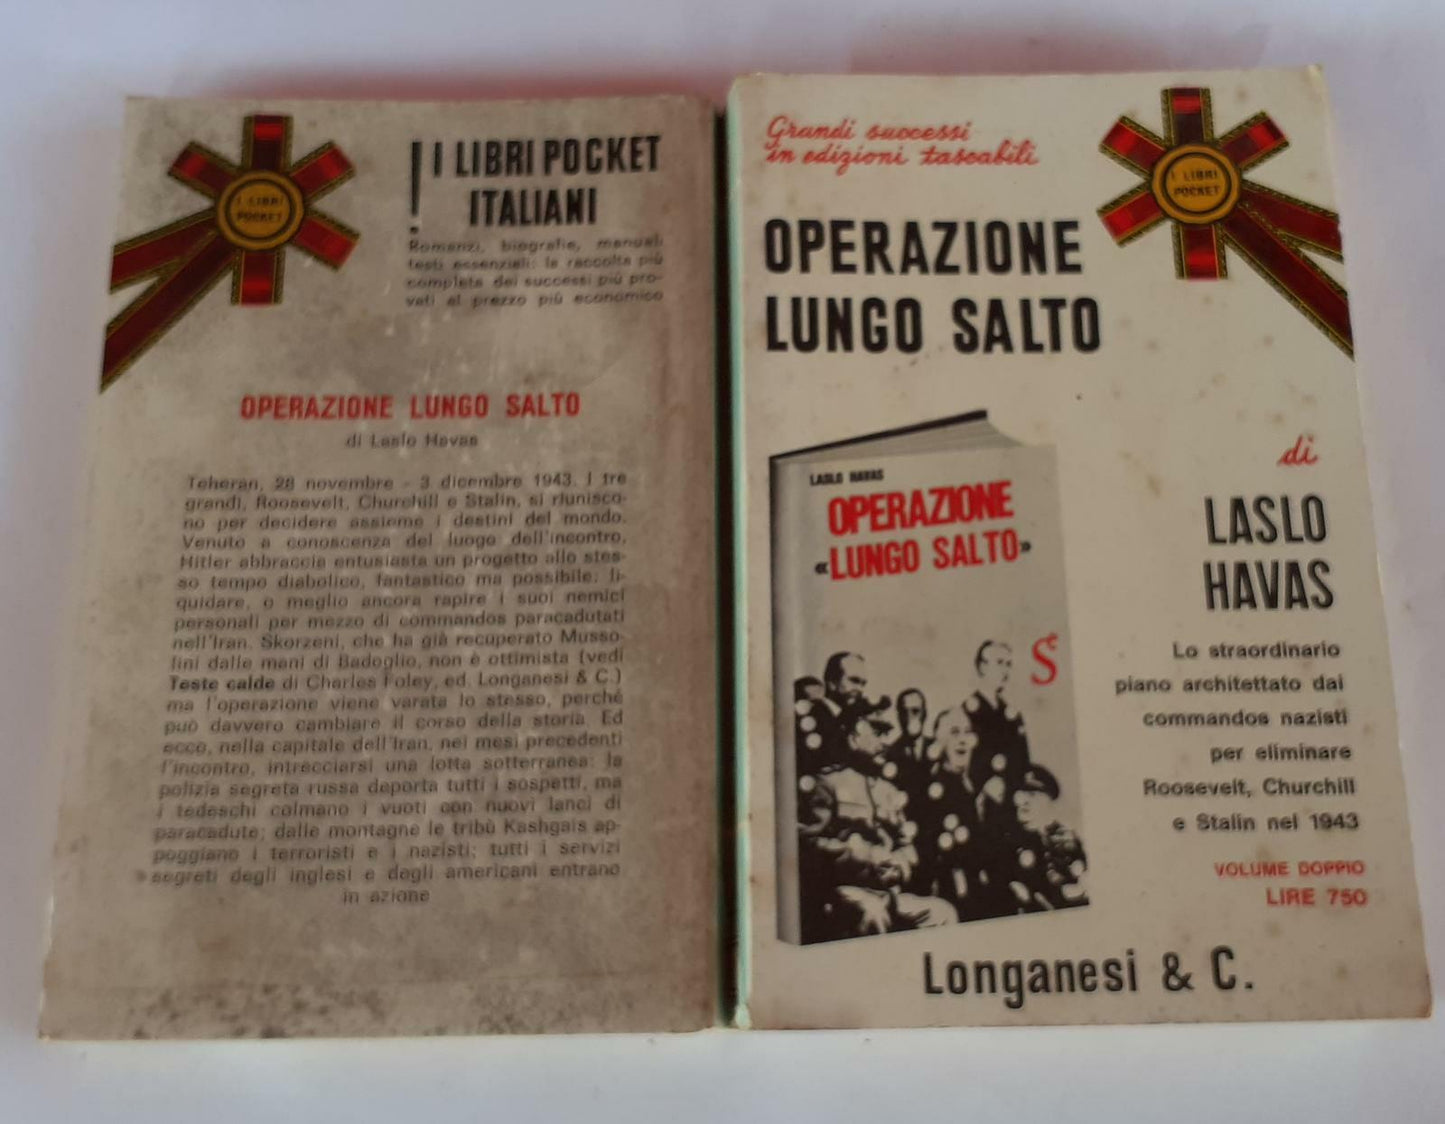 I LIBRI
POCKET
! I LIBRI POCKET
ITALIANI
Romanzi, biografie, manuali
testi essenziali: la raccolta più
completa dei successi più pro-
vati al prezzo più economico
OPERAZIONE LUNGO SALTO
di Laslo Havas
Teheran, 28 novembre - 3 dicembre 1943. I tre
grandi, Roosevelt, Churchill e Stalin, si riunisco-
no per decidere assieme i destini del mondo.
Venuto a conoscenza del luogo dell'incontro,
Hitler abbraccia entusiasta un progetto allo stes-
so tempo diabolico, fantastico ma possibile: li-
quidare, o meglio ancora rapire i suoi nemici
personali per mezzo di commandos paracadutati
nell'Iran. Skorzeni, che ha già recuperato Musso-
lini dalle mani di Badoglio, non è ottimista (vedi
Teste calde di Charles Foley, ed. Longanesi & C.)
ma l'operazione viene varata lo stesso, perché
può davvero cambiare il corso della storia. Ed
ecco, nella capitale dell'Iran, nei mesi precedenti
l'incontro, intrecciarsi una lotta sotterranea: la
polizia segreta russa deporta tutti i sospetti, ma
i tedeschi colmano i vuoti con nuovi lanci di
paracadute; dalle montagne le tribù Kashgais ap-
poggiano i terroristi e i nazisti; tutti i servizi
segreti degli inglesi e degli americani entrano
in azione
Grandi successi
in edizioni tascabili
I LIBRI
POCKET
OPERAZIONE
LUNGO SALTO
LASLO HAVAS
OPERAZIONE
«LUNGO SALTO»
di
LASLO
HAVAS
Lo straordinario
piano architettato dai
commandos nazisti
per eliminare
Roosevelt, Churchill
e Stalin nel 1943
VOLUME DOPPIO
LIRE 750
Longanesi & C.